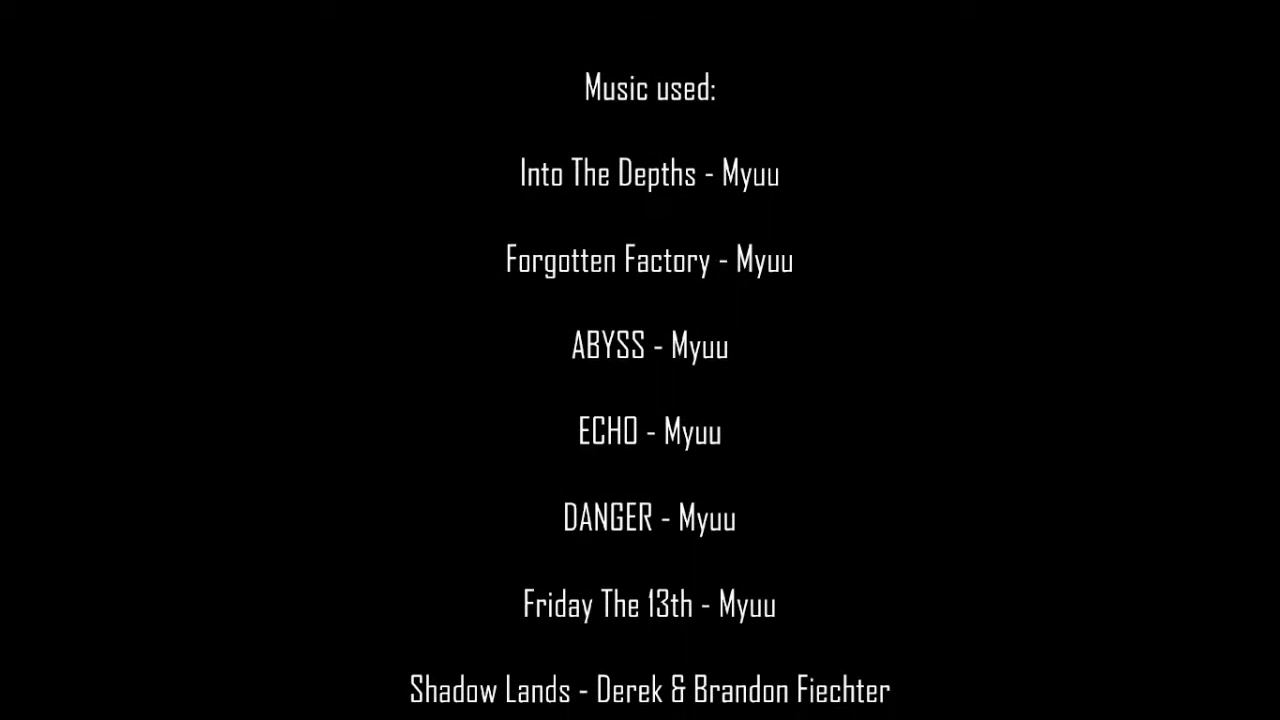 Music used:
Into The Depths - Myuu
Forgotten Factory - Myuu
ABYSS - Myuu
ECHO - Myuu
DANGER - Myuu
Friday The 13th - Myuu
Shadow Lands - Derek & Brandon Fiechter